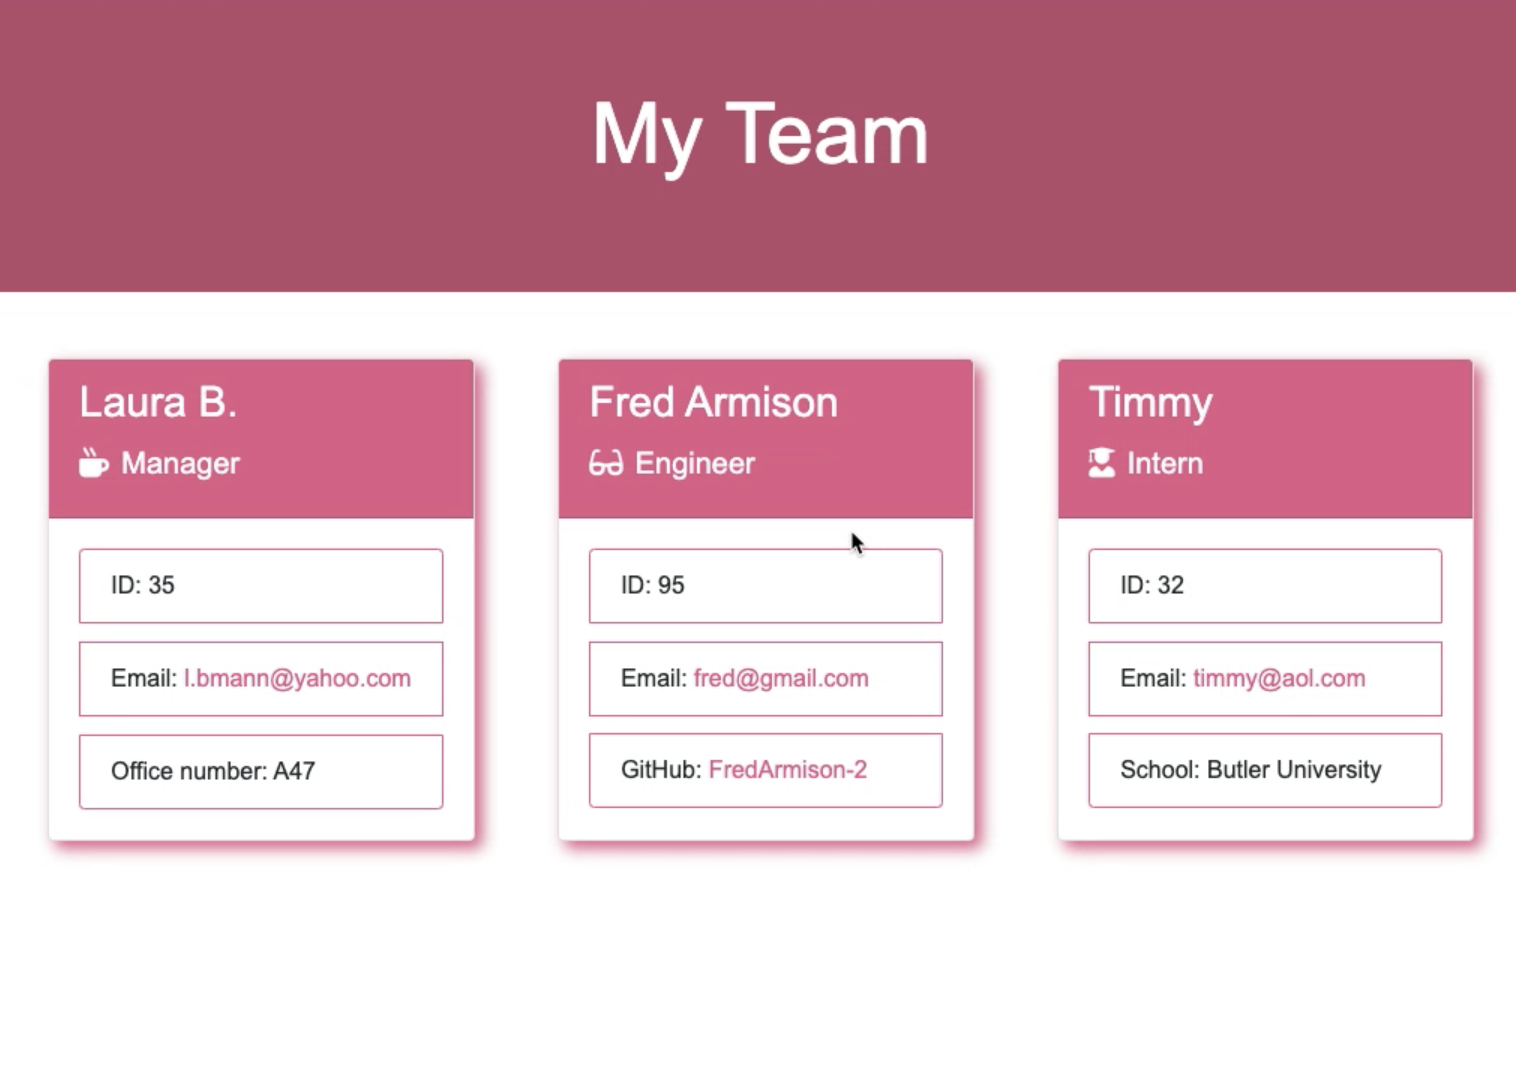 My Team
Laura B.
Manager
ID: 35
Email: l.bmann@yahoo.com
Office number: A47
Fred Armison
Engineer
ID: 95
Email: fred@gmail.com
GitHub: FredArmison-2
Timmy
Intern
ID: 32
Email: timmy@aol.com
School: Butler University